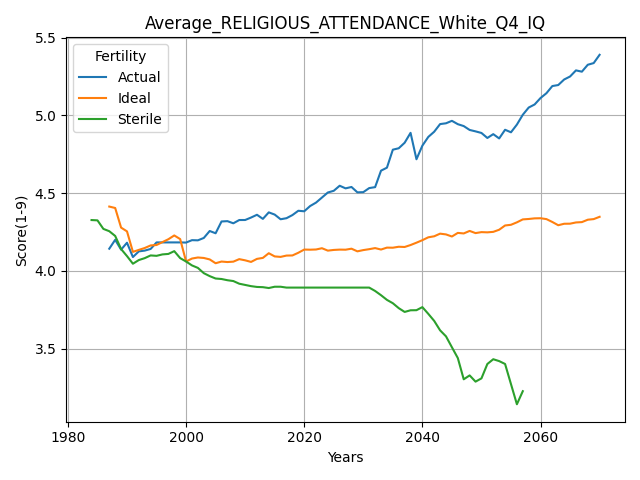 Average_RELIGIOUS_ATTENDANCE_White_Q4_IQ
Fertility
Actual
Ideal
Sterile
Score(1-9)
5.5
5.0
4.5
4.0
3.5
1980
2000
2020
2040
2060
Years